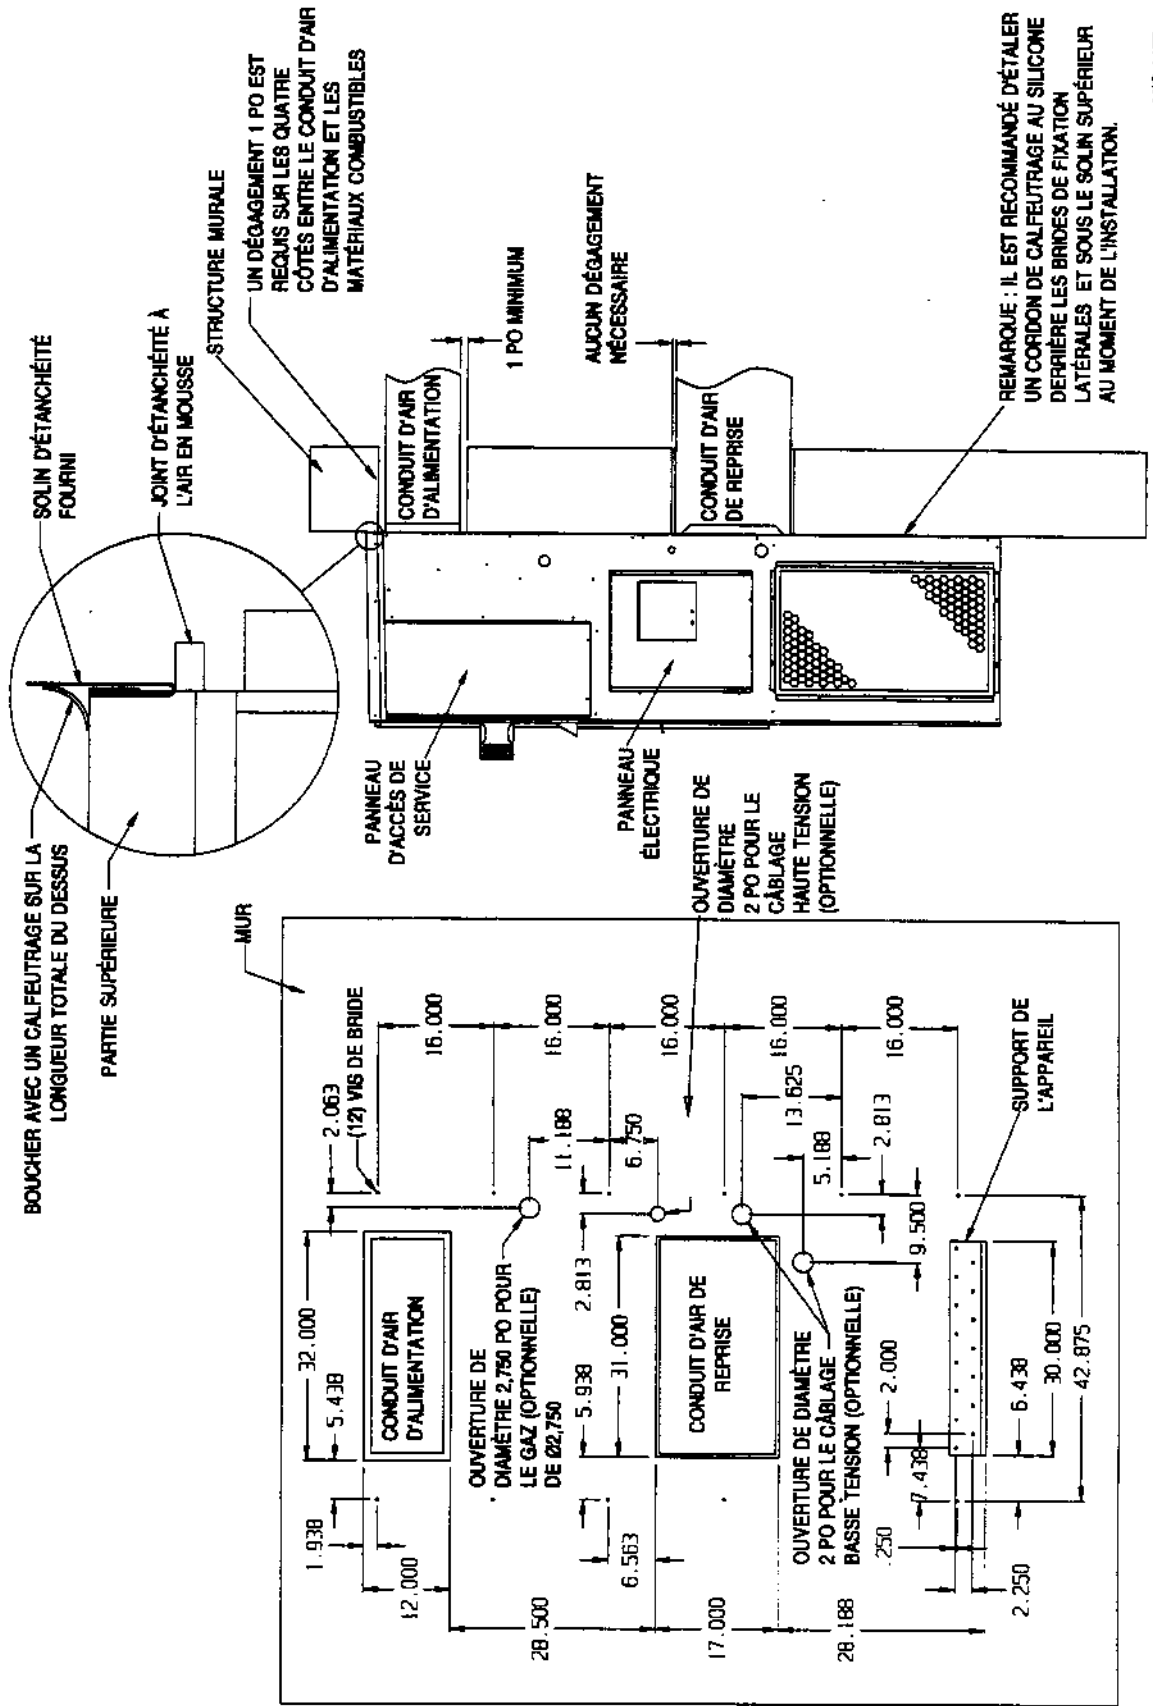 BOUCHER AVEC UN CALFEUTRAGE SUR LA
LONGUEUR TOTALE DU DESSUS
PARTIE SUPÉRIEURE
SOLIN D'ÉTANCHÉITÉ
FOURNI
JOINT D'ÉTANCHÉITÉ À
L'AIR EN MOUSSE
STRUCTURE MURALE
UN DÉGAGEMENT 1 PO EST
REQUIS SUR LES QUATRE
CÔTÉS ENTRE LE CONDUIT D'AIR
D'ALIMENTATION ET LES
MATÉRIAUX COMBUSTIBLES
CONDUIT D'AIR
D'ALIMENTATION
1 PO MINIMUM
AUCUN DÉGAGEMENT
NÉCESSAIRE
CONDUIT D'AIR
DE REPRISE
REMARQUE : IL EST RECOMMANDÉ D'ÉTALER
UN CORDON DE CALFEUTRAGE AU SILICONE
DERRIÈRE LES BRIDES DE FIXATION
LATÉRALES ET SOUS LE SOLIN SUPÉRIEUR
AU MOMENT DE L'INSTALLATION.
PANNEAU
D'ACCÈS DE
SERVICE
PANNEAU
ÉLECTRIQUE
MUR
OUVERTURE DE
DIAMÈTRE
2 PO POUR LE
CÂBLAGE
HAUTE TENSION
(OPTIONNELLE)
2.063
(12) VIS DE BRIDE
16.000
16.000
16.000
16.000
16.000
11.188
6.750
13.625
5.188
2.813
9.500
SUPPORT DE
L'APPAREIL
32.000
5.438
1.938
12.000
CONDUIT D'AIR
D'ALIMENTATION
OUVERTURE DE
DIAMÈTRE 2,750 PO POUR
LE GAZ (OPTIONNELLE)
DE Ø2,750
28.500
2.813
31.000
5.938
6.563
CONDUIT D'AIR DE
REPRISE
17.000
OUVERTURE DE DIAMÈTRE
2 PO POUR LE CÂBLAGE
BASSE TENSION (OPTIONNELLE)
28.188
2.000
7.438
.250
2.250
6.438
30.000
42.875